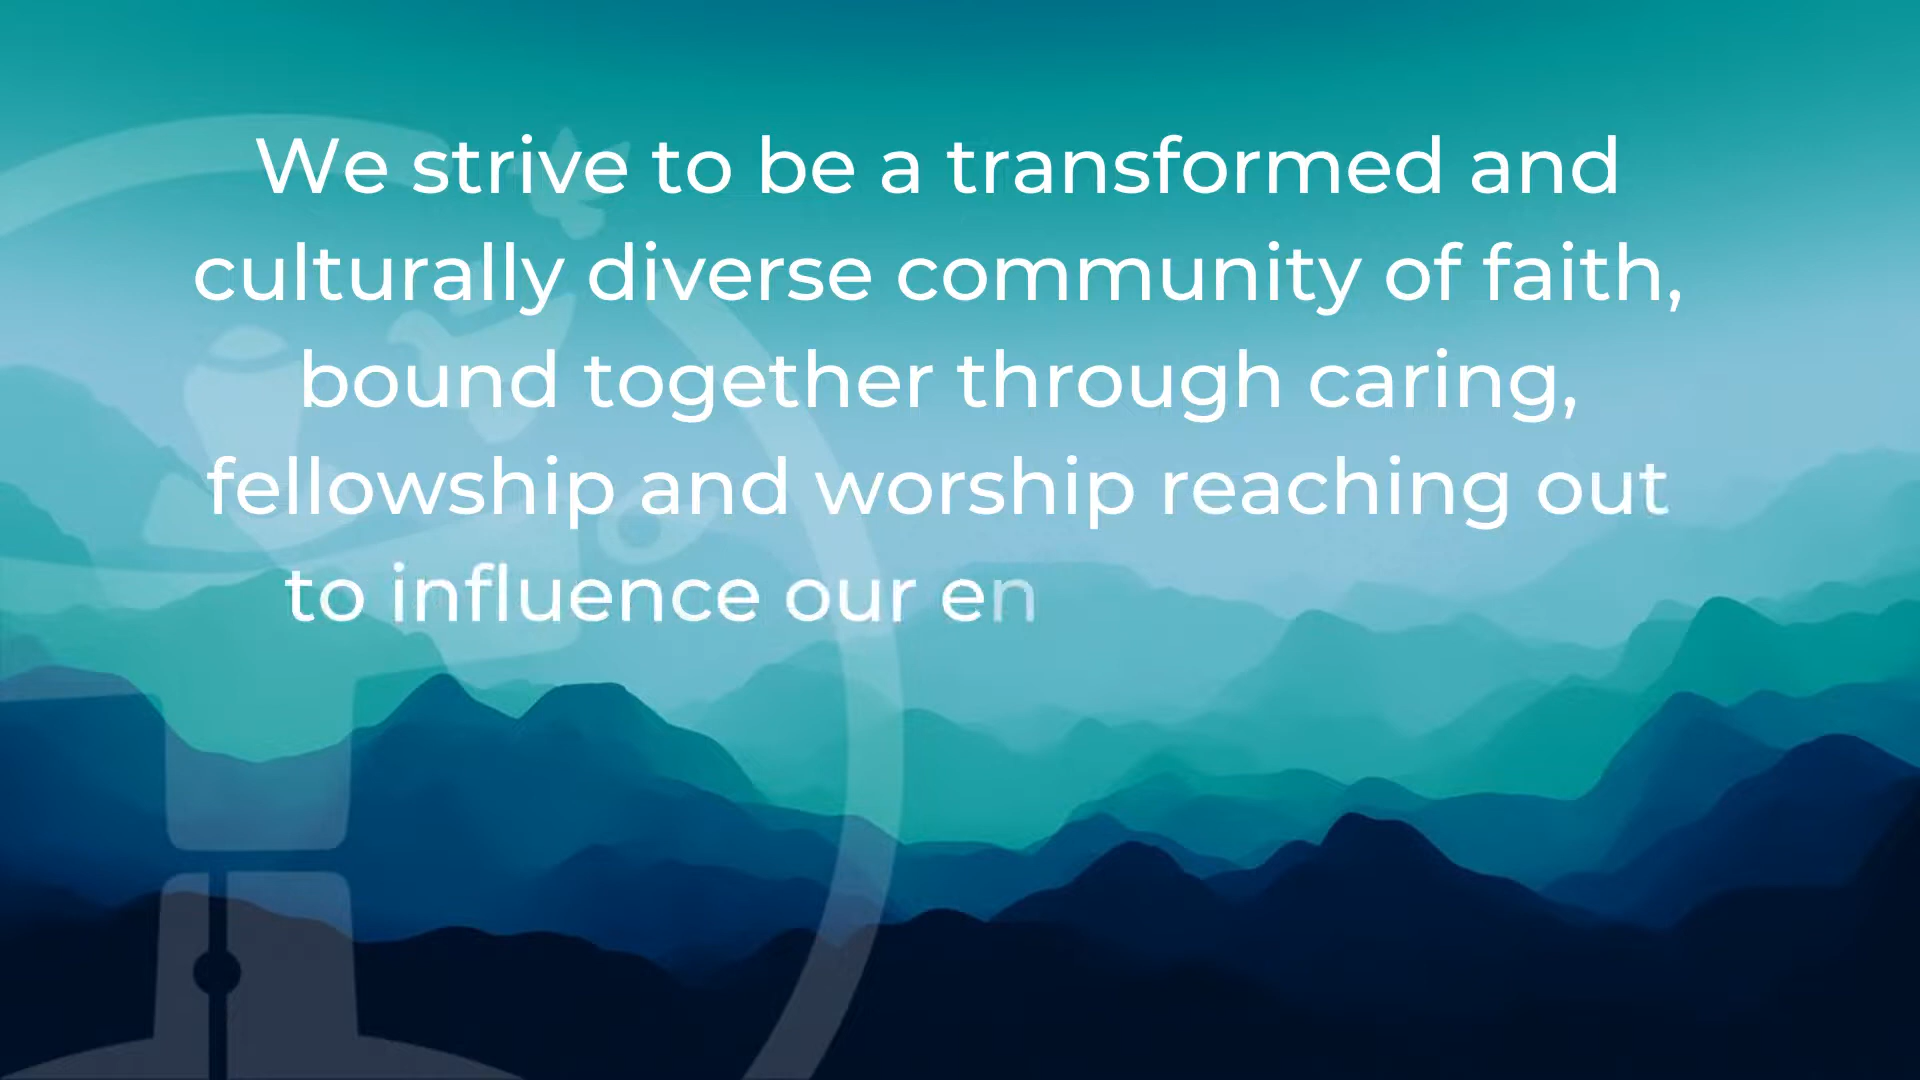 We strive to be a transformed and
culturally diverse community of faith,
bound together through caring,
fellowship and worship reaching out
to influence our en